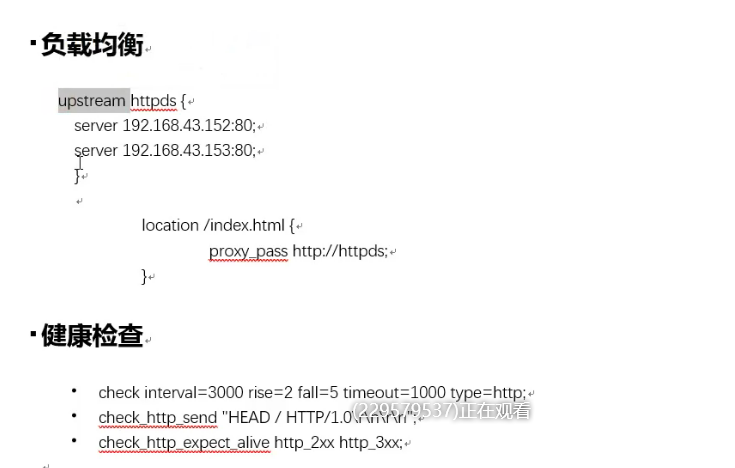 负载均衡
upstream httpds {
server 192.168.43.152:80;
server 192.168.43.153:80;
}
location /index.html {
proxy_pass http://httpds;
}
健康检查
check interval=3000 rise=2 fall=5 timeout=1000 type=http;
(229579537)正在观看
check_http_send "HEAD / HTTP/1.0\r\n\r\n";
check_http_expect_alive http_2xx http_3xx;